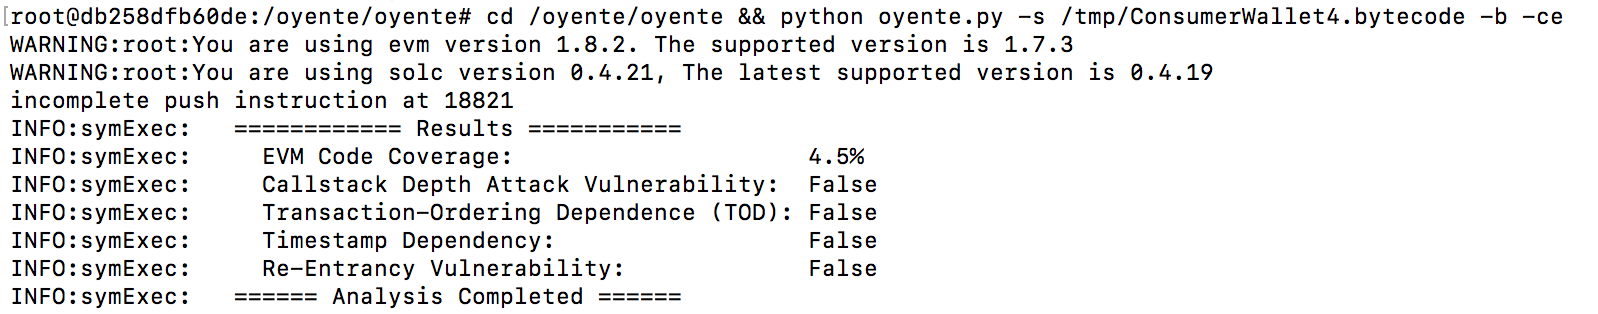 [root@db258dfb60de:/oyente/oyente# cd /oyente/oyente && python oyente.py -s /tmp/ConsumerWallet4.bytecode -b -ce
WARNING:root:You are using evm version 1.8.2. The supported version is 1.7.3
WARNING:root:You are using solc version 0.4.21, The latest supported version is 0.4.19
incomplete push instruction at 18821
INFO:symExec:   ============ Results ===========
INFO:symExec:     EVM Code Coverage:                     4.5%
INFO:symExec:     Callstack Depth Attack Vulnerability:  False
INFO:symExec:     Transaction-Ordering Dependence (TOD): False
INFO:symExec:     Timestamp Dependency:                  False
INFO:symExec:     Re-Entrancy Vulnerability:             False
INFO:symExec:   ====== Analysis Completed ======